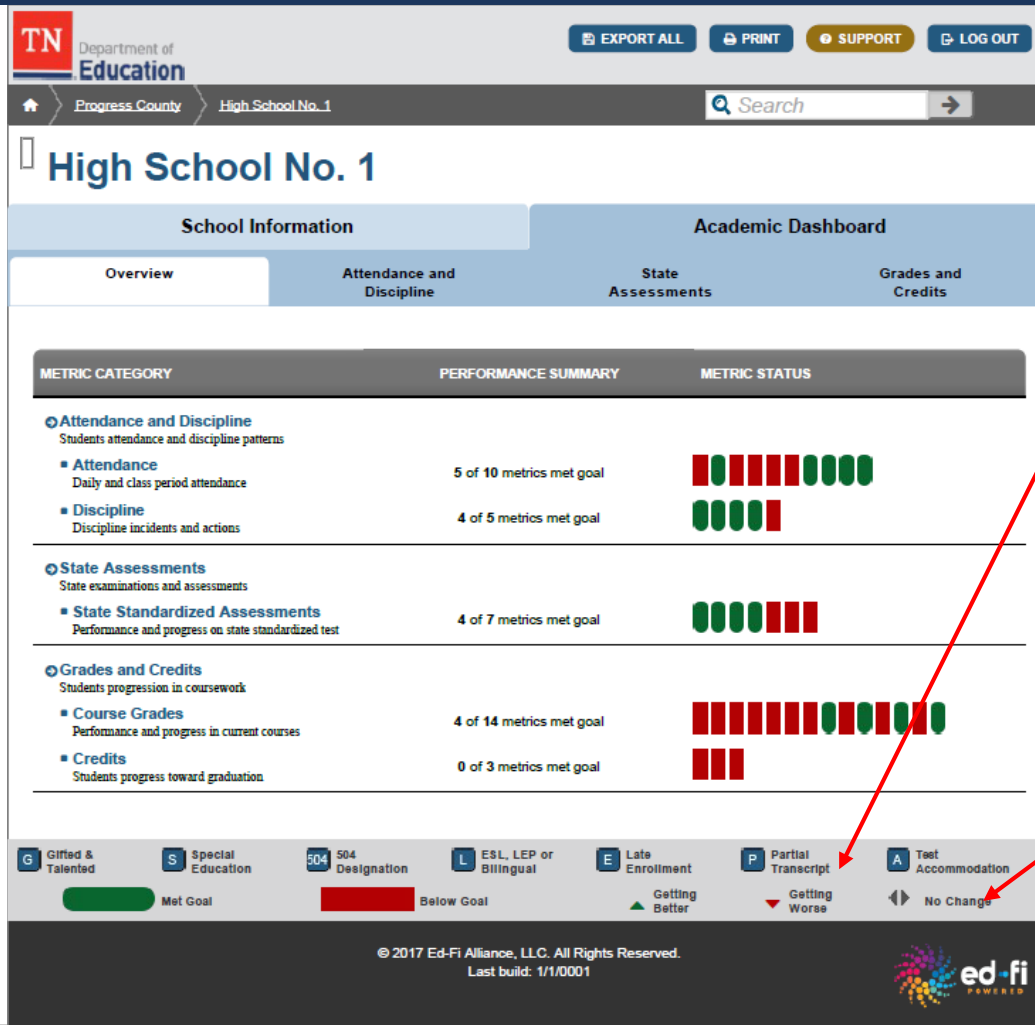 TN Department of
Education
EXPORT ALL PRINT SUPPORT LOG OUT
Progress County High School No. 1 Search
High School No. 1
School Information Academic Dashboard
Overview Attendance and Discipline State Assessments Grades and Credits
METRIC CATEGORY PERFORMANCE SUMMARY METRIC STATUS
Attendance and Discipline
Students attendance and discipline patterns
Attendance
Daily and class period attendance
5 of 10 metrics met goal
Discipline
Discipline incidents and actions
4 of 5 metrics met goal
State Assessments
State examinations and assessments
State Standardized Assessments
Performance and progress on state standardized test
4 of 7 metrics met goal
Grades and Credits
Students progression in coursework
Course Grades
Performance and progress in current courses
4 of 14 metrics met goal
Credits
Students progress toward graduation
0 of 3 metrics met goal
G Gifted & Talented S Special Education 504 504 Designation L ESL, LEP or Bilingual E Late Enrollment P Partial Transcript A Test Accommodation
Met Goal Below Goal Getting Better Getting Worse No Change
© 2017 Ed-Fi Alliance, LLC. All Rights Reserved.
Last build: 1/1/0001
ed-fi
POWERED